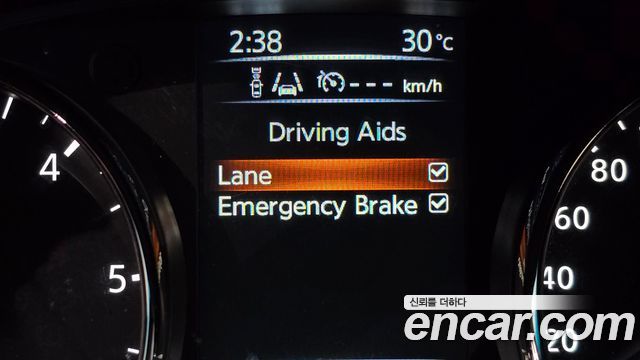 2:38 30°C
--- km/h
Driving Aids
Lane
Emergency Brake
4
5
80
60
40
20
신뢰를 더하다
encar.com